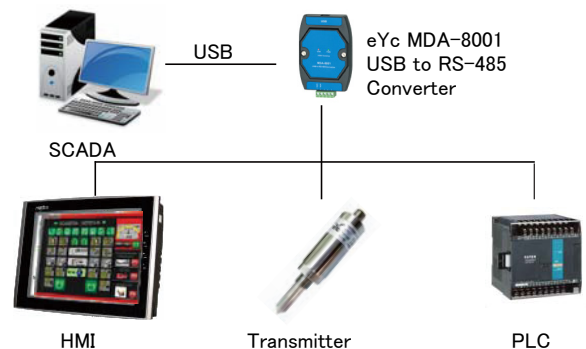 USB
eYc MDA-8001
USB to RS-485
Converter
SCADA
HMI
Transmitter
PLC